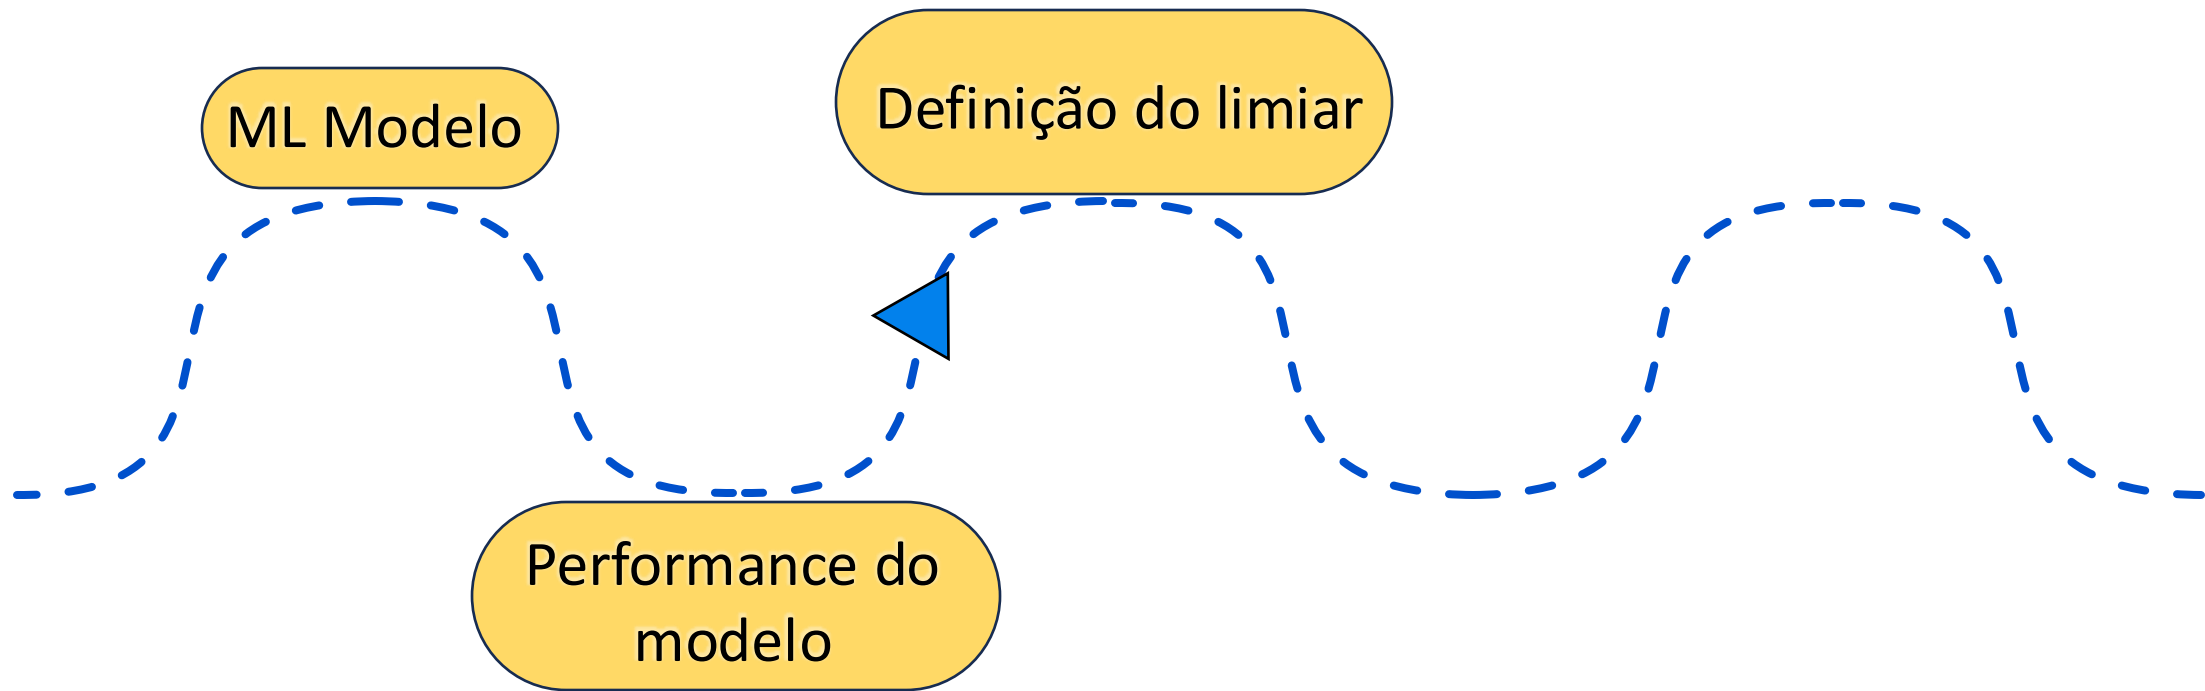 ML Modelo
Definição do limiar
Performance do
modelo